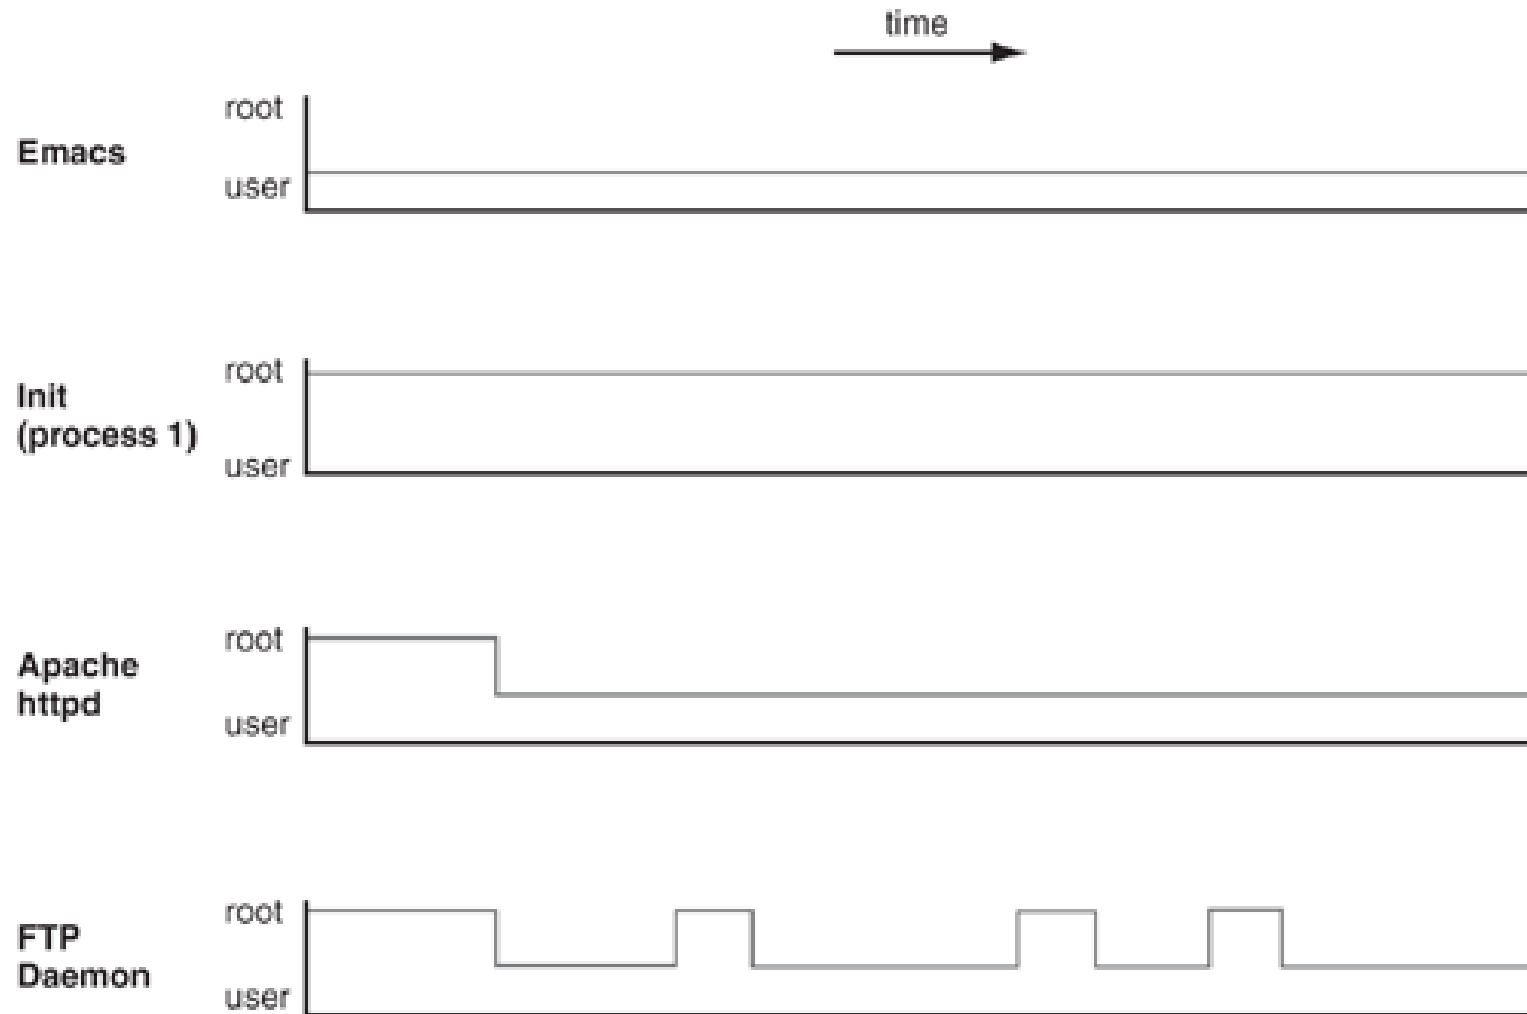 time
root
Emacs
user
root
Init
(process 1)
user
root
Apache
httpd
user
root
FTP
Daemon
user